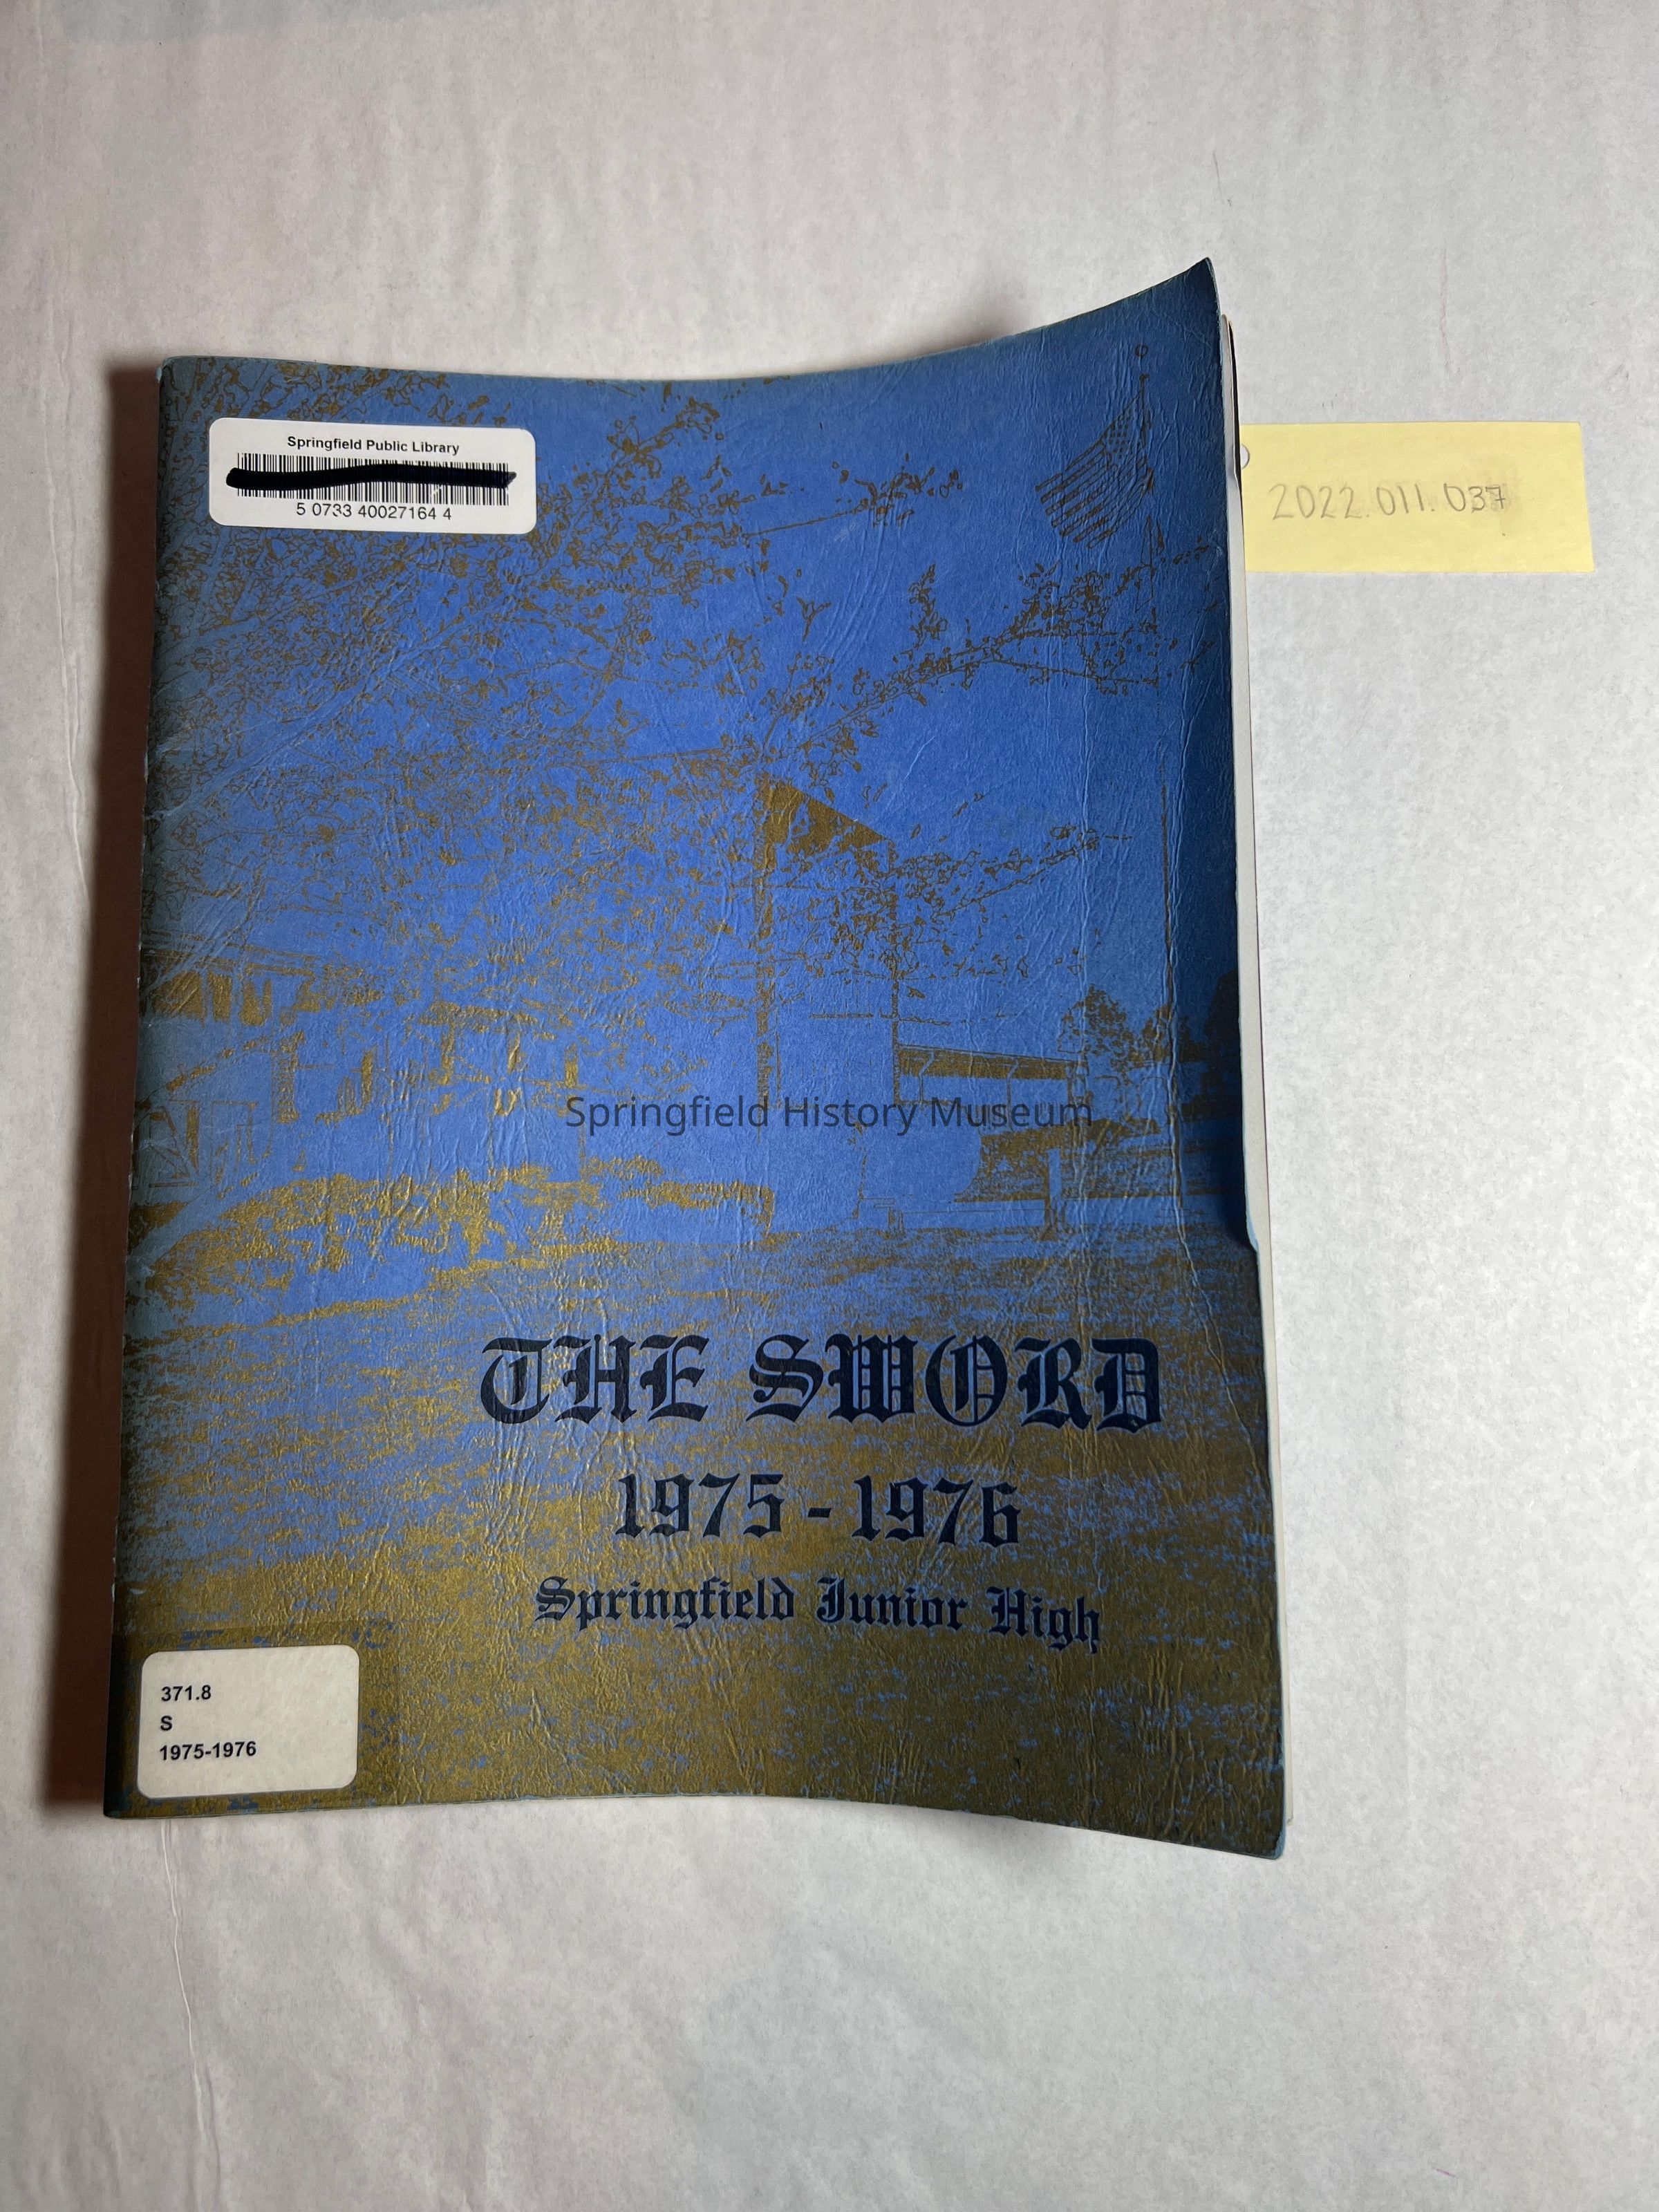 Springfield Public Library
5 0733 40027164 4
2022.011.037
Springfield History Museum
THE SWORD
1975-1976
Springfield Junior High
371.8
S
1975-1976